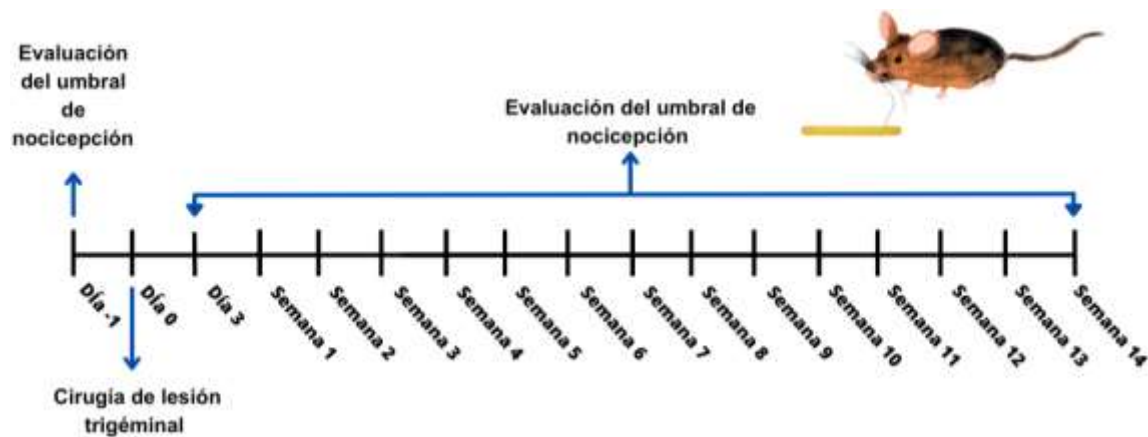 Evaluación
del umbral
de
nocicepción
Evaluación del umbral de
nocicepción
Día -1
Día 0
Día 3
Semana 1
Semana 2
Semana 3
Semana 4
Semana 5
Semana 6
Semana 7
Semana 8
Semana 9
Semana 10
Semana 11
Semana 12
Semana 13
Semana 14
Cirugía de lesión
trigéminal